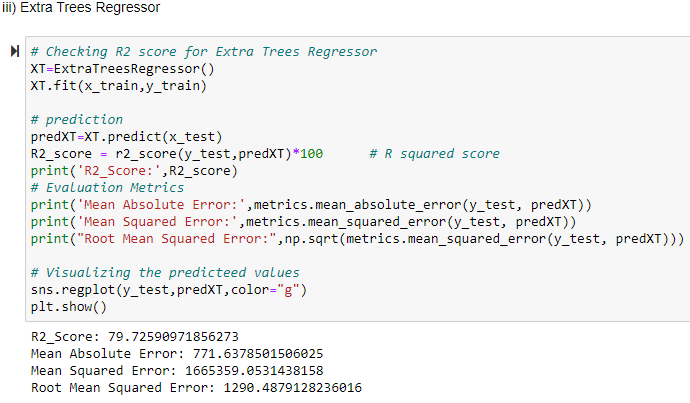 iii) Extra Trees Regressor
# Checking R2 score for Extra Trees Regressor
XT=ExtraTreesRegressor()
XT.fit(x_train,y_train)
# prediction
predXT=XT.predict(x_test)
R2_score = r2_score(y_test,predXT)*100      # R squared score
print('R2_Score:',R2_score)
# Evaluation Metrics
print('Mean Absolute Error:',metrics.mean_absolute_error(y_test, predXT))
print('Mean Squared Error:',metrics.mean_squared_error(y_test, predXT))
print("Root Mean Squared Error:",np.sqrt(metrics.mean_squared_error(y_test, predXT)))
# Visualizing the predicteed values
sns.regplot(y_test,predXT,color="g")
plt.show()
R2_Score: 79.72590971856273
Mean Absolute Error: 771.6378501506025
Mean Squared Error: 1665359.0531438158
Root Mean Squared Error: 1290.4879128236016